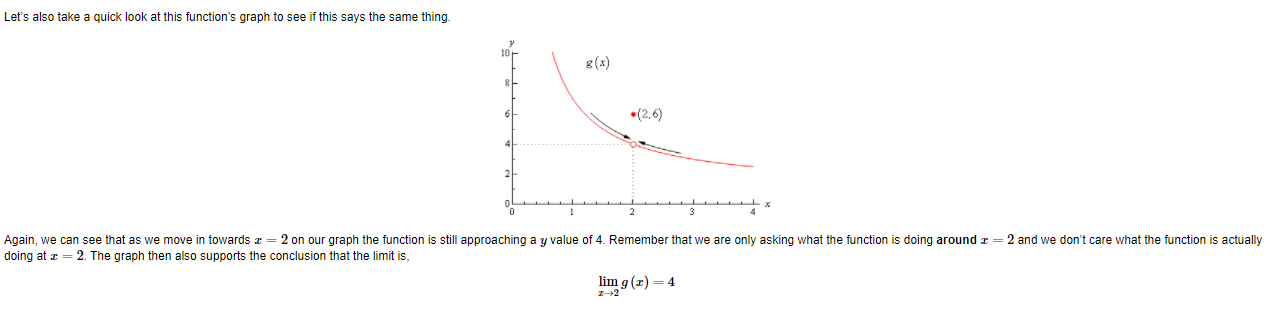 Let's also take a quick look at this function's graph to see if this says the same thing.
y
10
g(x)
8
(2,6)
6
4
2
0
x
0 1 2 3 4
Again, we can see that as we move in towards x = 2 on our graph the function is still approaching a y value of 4. Remember that we are only asking what the function is doing around x = 2 and we don't care what the function is actually
doing at x = 2. The graph then also supports the conclusion that the limit is,
lim g(x) = 4
x→2